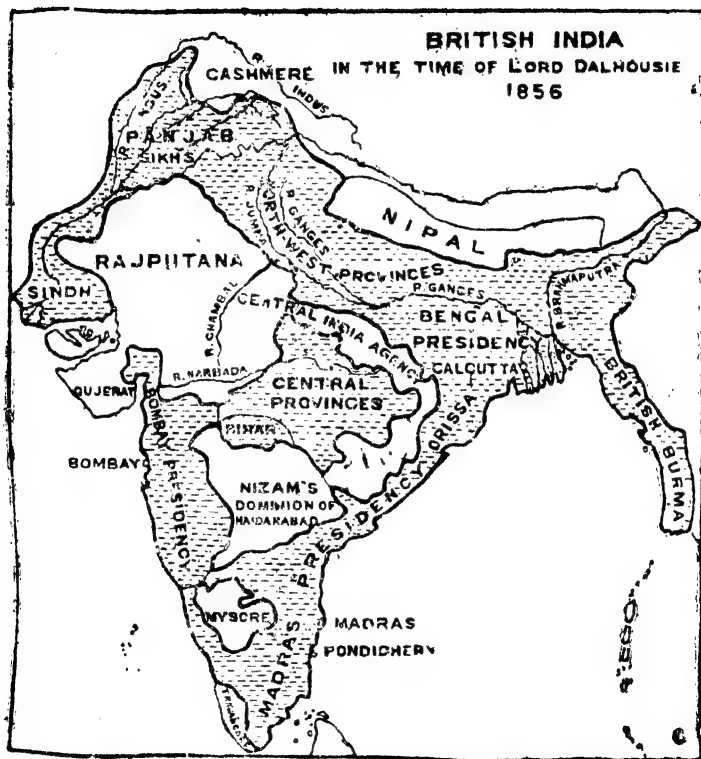 BRITISH INDIA
IN THE TIME OF LORD DALHOUSIE
1856
CASHMERE
R. INDUS
PANJAB
SIKHS
R. GANGES
R. JUMNA
NORTH-WEST PROVINCES
NIPAL
RAJPUTANA
SINDH
R. CHAMBAL
CENTRAL INDIA AGENCY
R. GANGES
R. BRAHMAPUTRA
BENGAL
PRESIDENCY
CALCUTTA
R. NARBADA
GUJERAT
CENTRAL
PROVINCES
ORISSA
BRITISH BURMA
BOMBAY PRESIDENCY
BOMBAY
NIZAM'S
DOMINION OF
HAIDARABAD
MADRAS PRESIDENCY
MYSORE
MADRAS
PONDICHERY